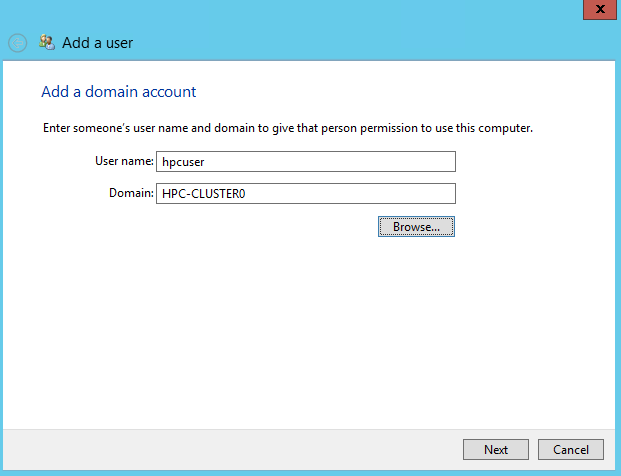 x
Add a user
Add a domain account
Enter someone's user name and domain to give that person permission to use this computer.
User name: hpcuser
Domain: HPC-CLUSTER0
Browse...
Next Cancel